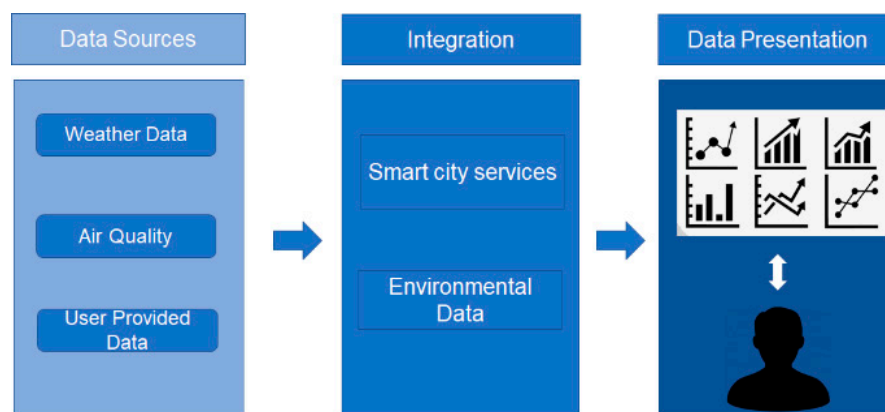 Data Sources
Integration
Data Presentation
Weather Data
Air Quality
User Provided
Data
Smart city services
Environmental
Data